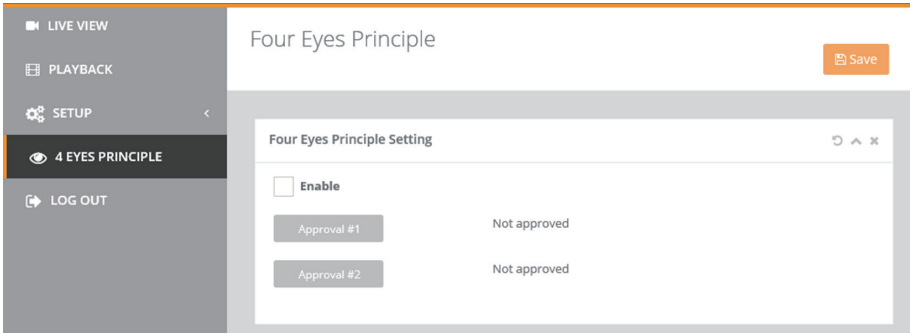 LIVE VIEW
PLAYBACK
SETUP
4 EYES PRINCIPLE
LOG OUT
Four Eyes Principle
Save
Four Eyes Principle Setting
Enable
Approval #1 Not approved
Approval #2 Not approved